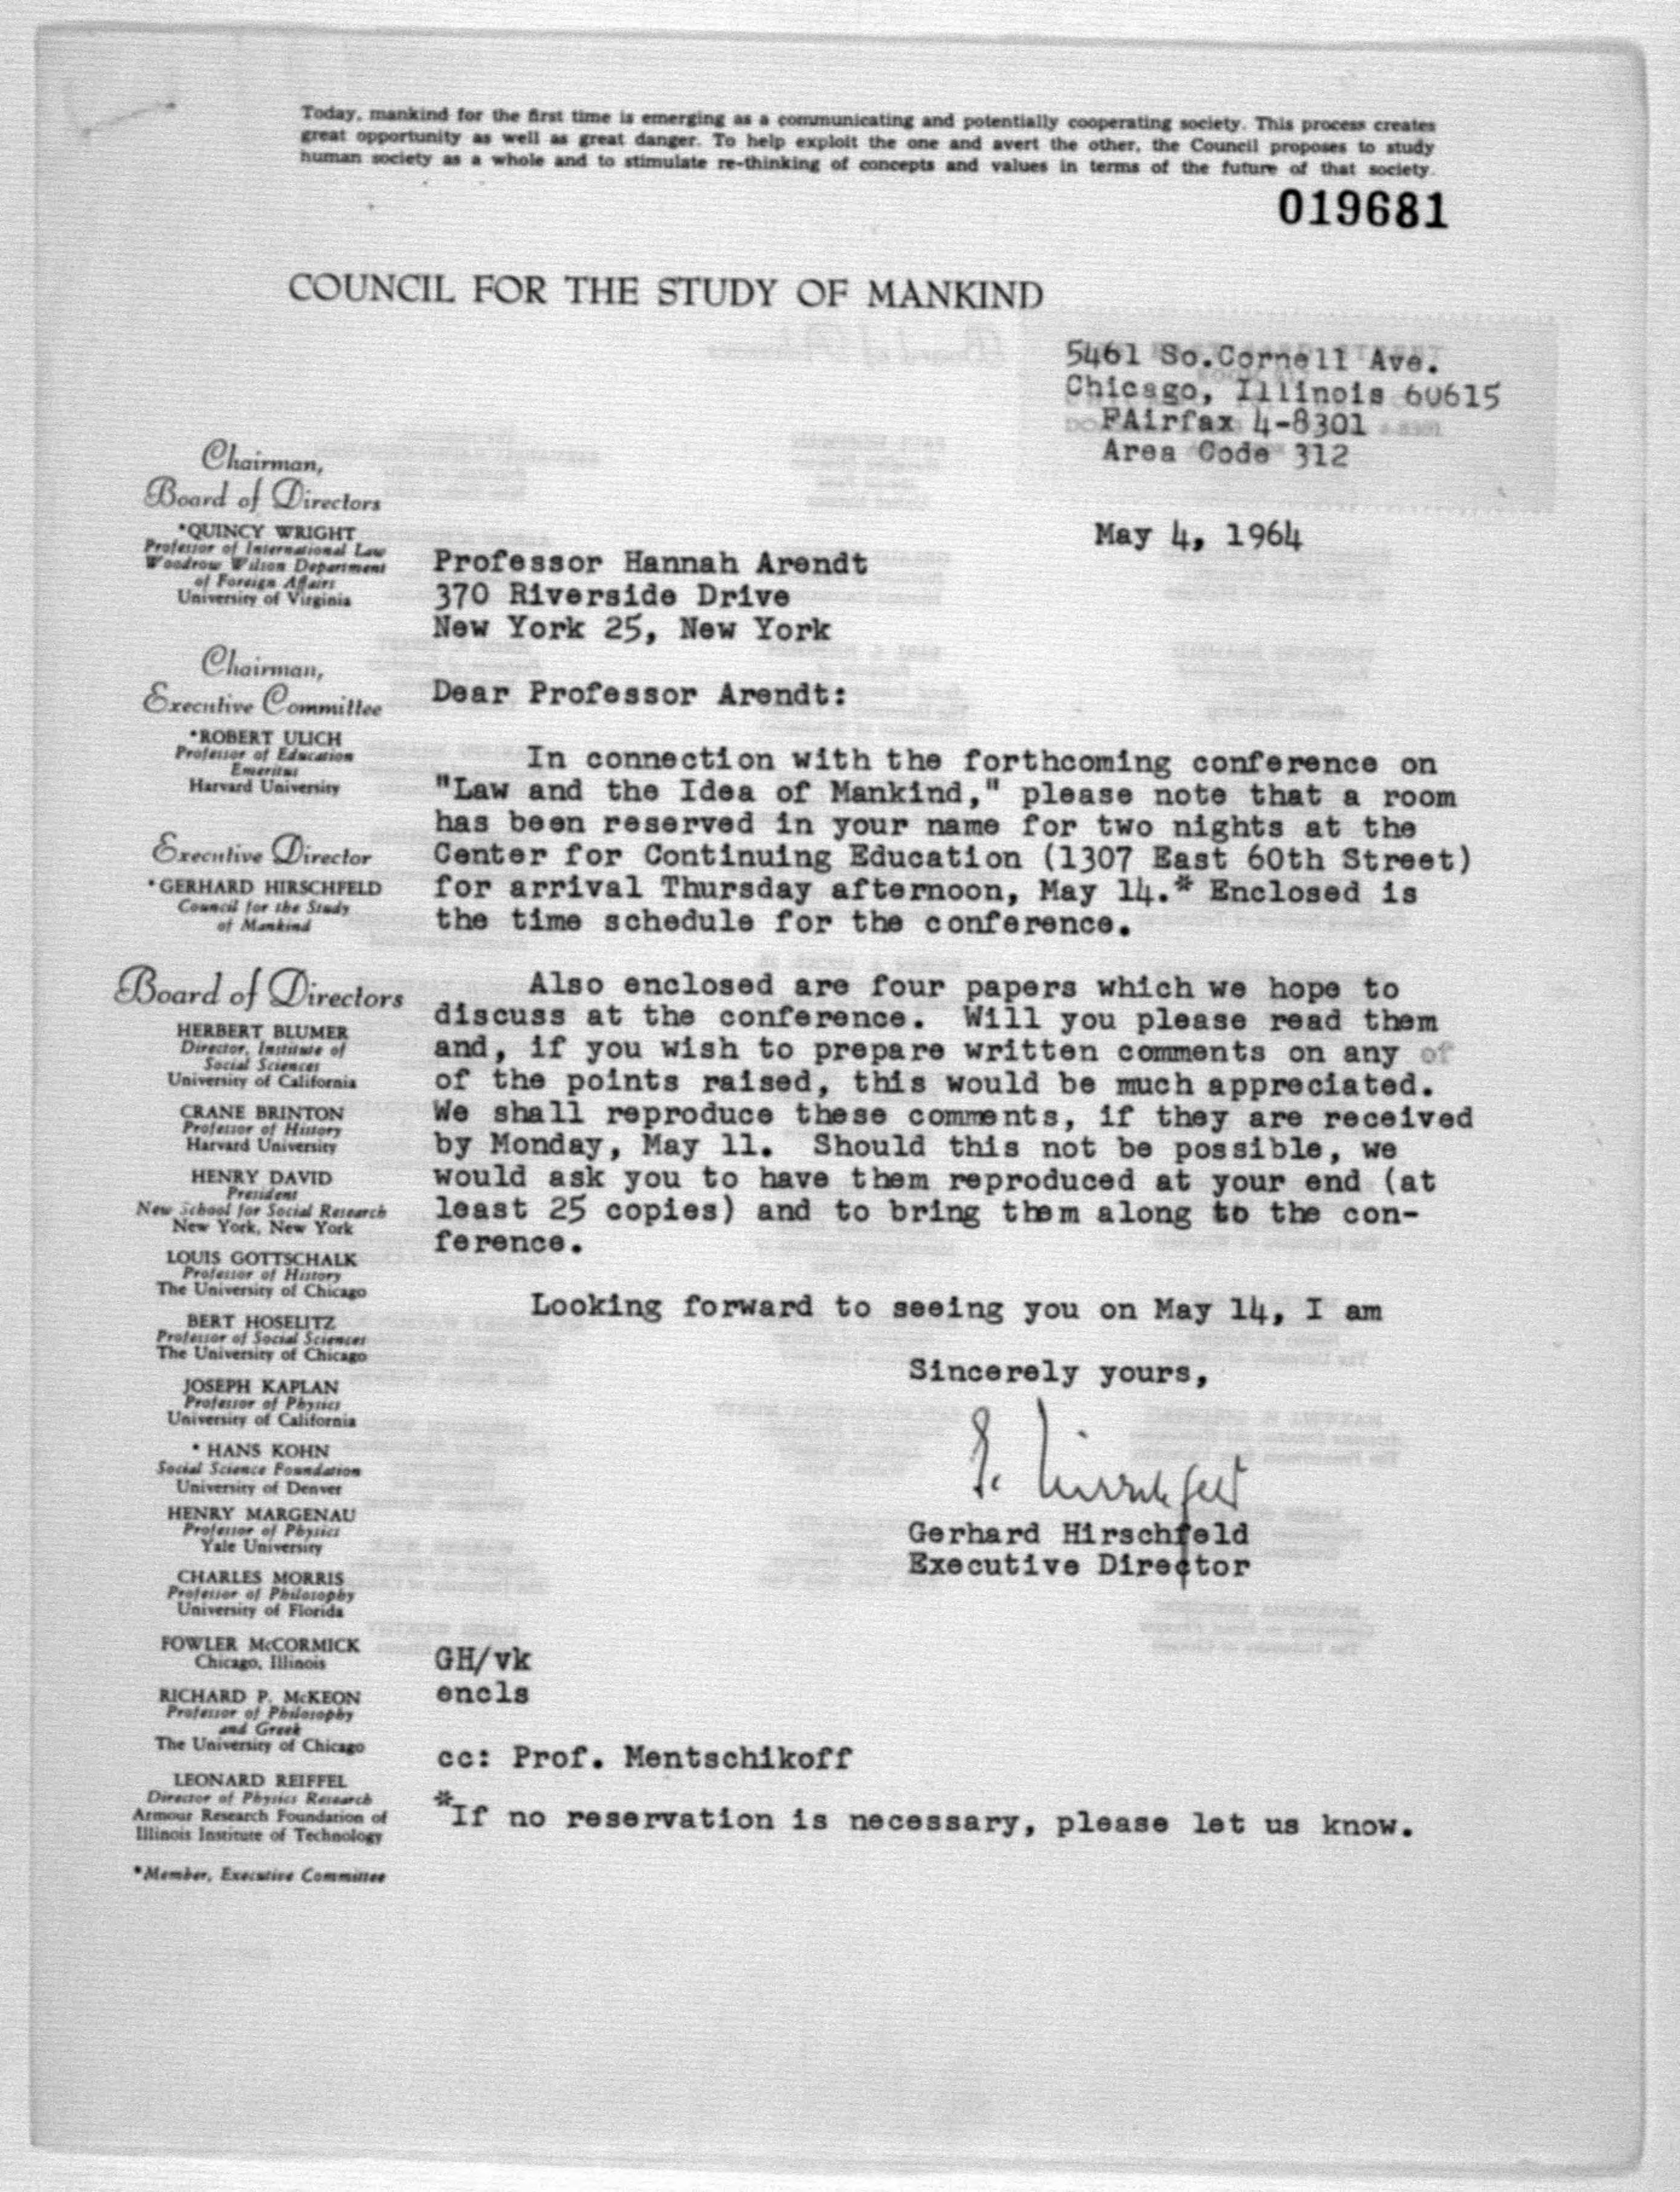 Today, mankind for the first time is emerging as a communicating and potentially cooperating society. This process creates
great opportunity as well as great danger. To help exploit the one and avert the other, the Council proposes to study
human society as a whole and to stimulate re-thinking of concepts and values in terms of the future of that society.
019681
COUNCIL FOR THE STUDY OF MANKIND
5461 So.Cornell Ave.
Chicago, Illinois 60615
FAirfax 4-8301
Area Code 312
May 4, 1964
Chairman,
Board of Directors
*QUINCY WRIGHT
Professor of International Law
Woodrow Wilson Department
of Foreign Affairs
University of Virginia
Chairman,
Executive Committee
*ROBERT ULICH
Professor of Education
Emeritus
Harvard University
Executive Director
*GERHARD HIRSCHFELD
Council for the Study
of Mankind
Board of Directors
HERBERT BLUMER
Director, Institute of
Social Sciences
University of California
CRANE BRINTON
Professor of History
Harvard University
HENRY DAVID
President
New School for Social Research
New York, New York
LOUIS GOTTSCHALK
Professor of History
The University of Chicago
BERT HOSELITZ
Professor of Social Sciences
The University of Chicago
JOSEPH KAPLAN
Professor of Physics
University of California
* HANS KOHN
Social Science Foundation
University of Denver
HENRY MARGENAU
Professor of Physics
Yale University
CHARLES MORRIS
Professor of Philosophy
University of Florida
FOWLER McCORMICK
Chicago, Illinois
RICHARD P. McKEON
Professor of Philosophy
and Greek
The University of Chicago
LEONARD REIFFEL
Director of Physics Research
Armour Research Foundation of
Illinois Institute of Technology
*Member, Executive Committee
Professor Hannah Arendt
370 Riverside Drive
New York 25, New York
Dear Professor Arendt:
In connection with the forthcoming conference on
"Law and the Idea of Mankind," please note that a room
has been reserved in your name for two nights at the
Center for Continuing Education (1307 East 60th Street)
for arrival Thursday afternoon, May 14.* Enclosed is
the time schedule for the conference.
Also enclosed are four papers which we hope to
discuss at the conference. Will you please read them
and, if you wish to prepare written comments on any of
of the points raised, this would be much appreciated.
We shall reproduce these comments, if they are received
by Monday, May 11. Should this not be possible, we
would ask you to have them reproduced at your end (at
least 25 copies) and to bring them along to the con-
ference.
Looking forward to seeing you on May 14, I am
Sincerely yours,
G. Hirschfeld
Gerhard Hirschfeld
Executive Director
GH/vk
encls
cc: Prof. Mentschikoff
*If no reservation is necessary, please let us know.